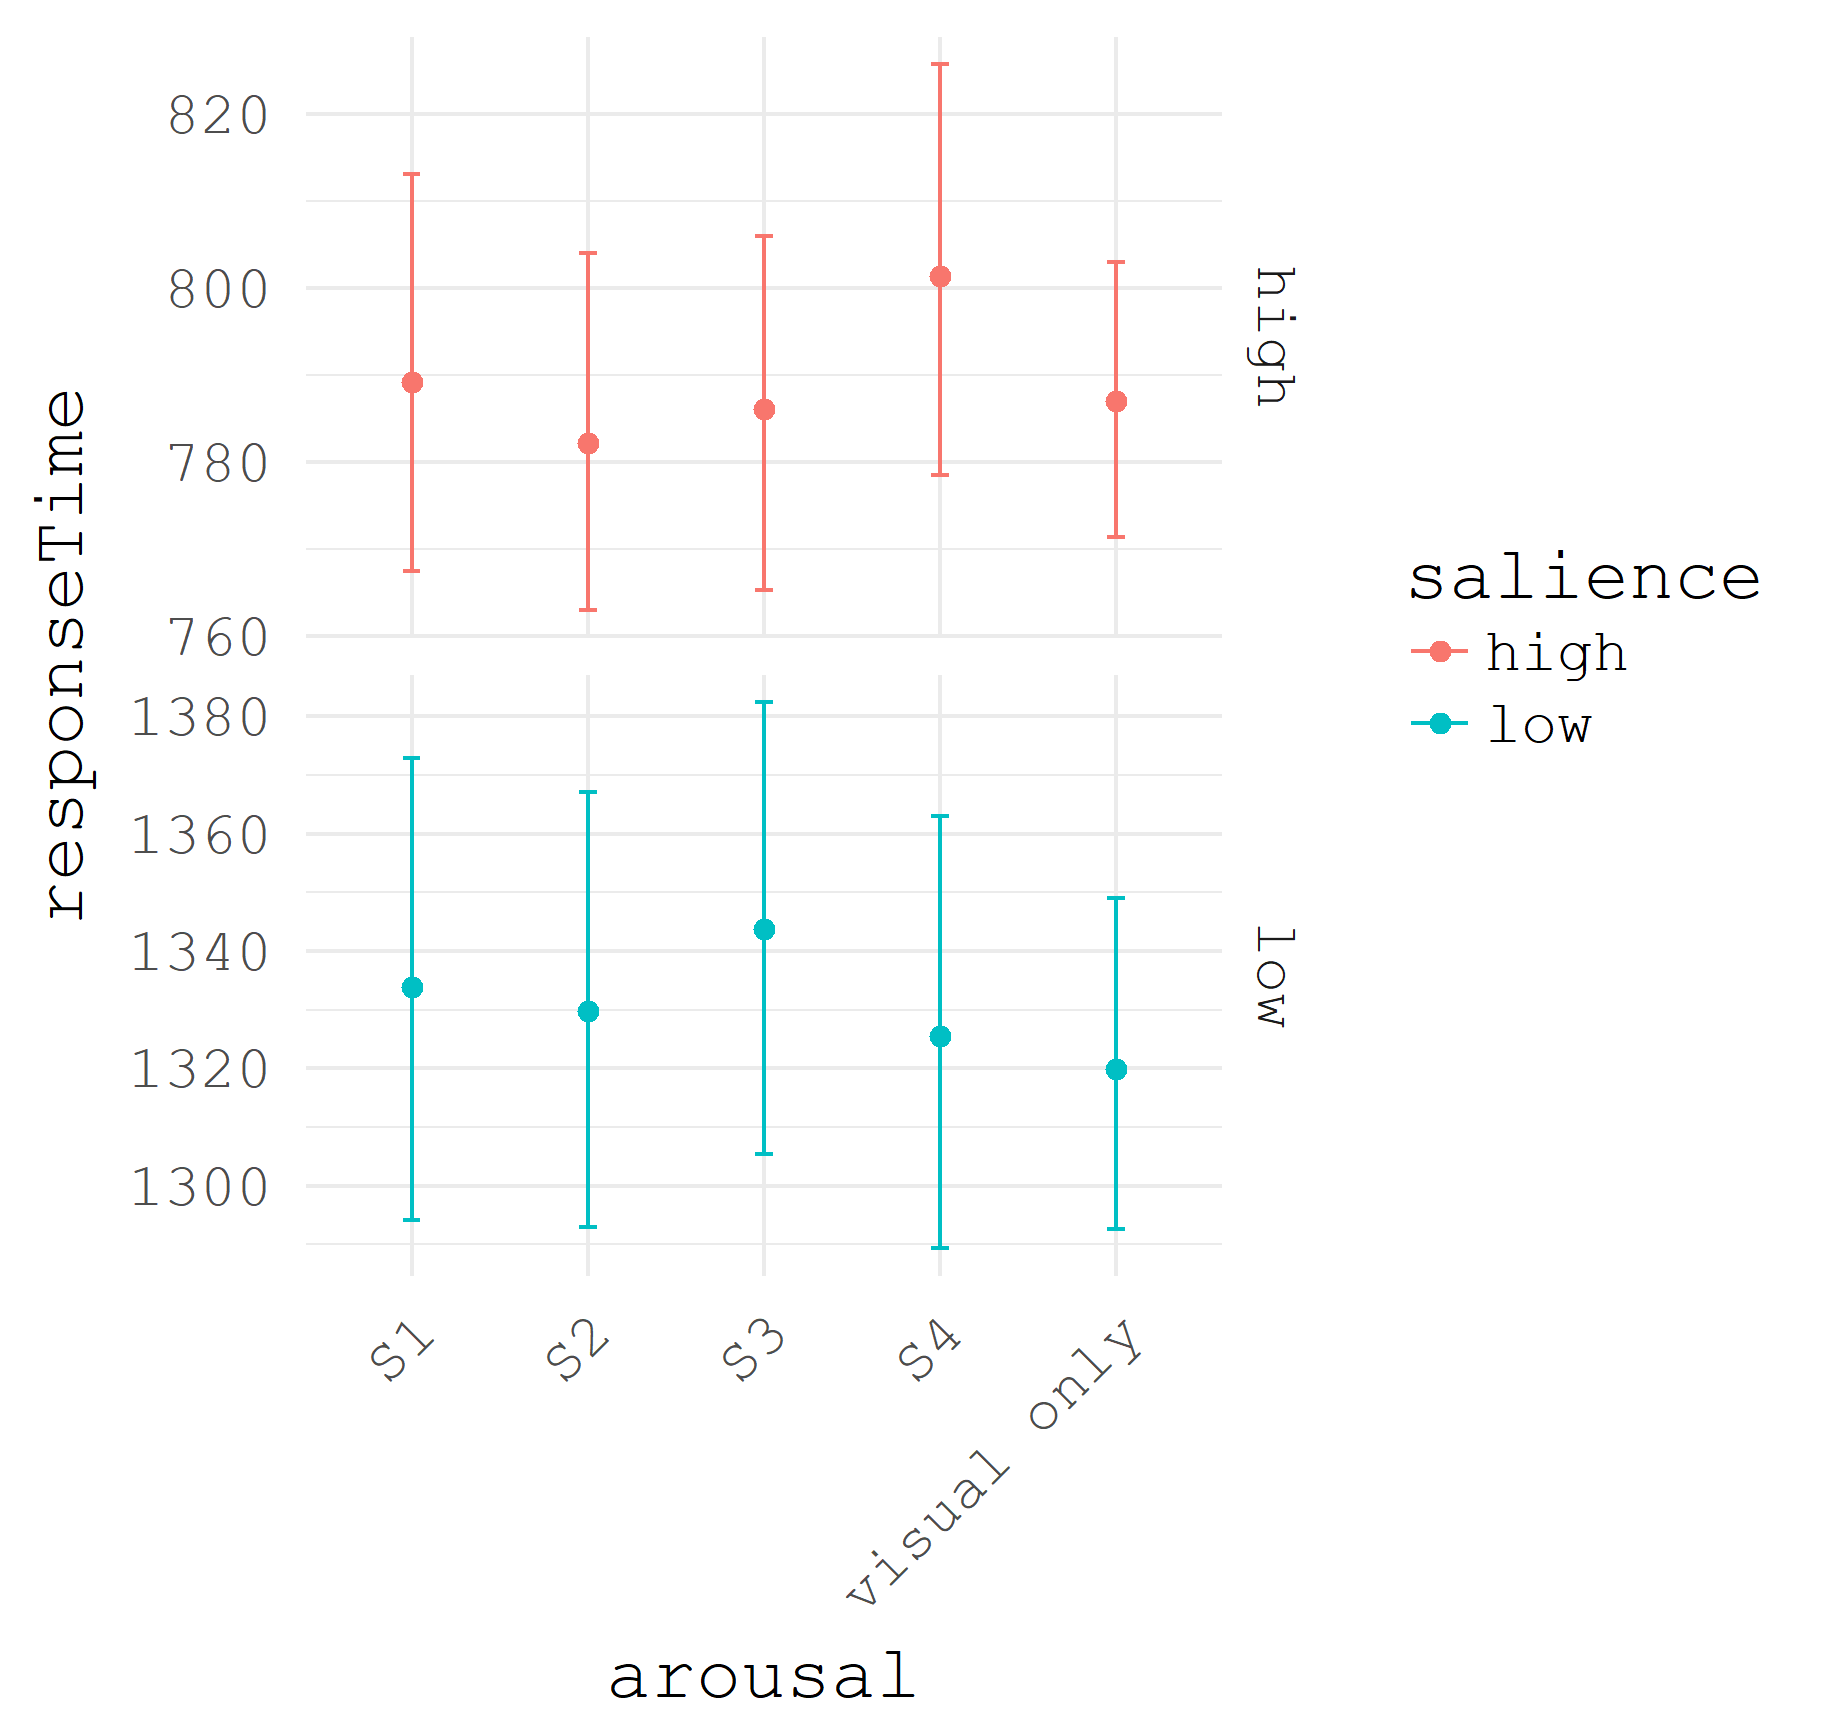 responseTime
820
800
780
760
high
1380
1360
1340
1320
1300
low
S1
S2
S3
S4
visual only
arousal
salience
high
low